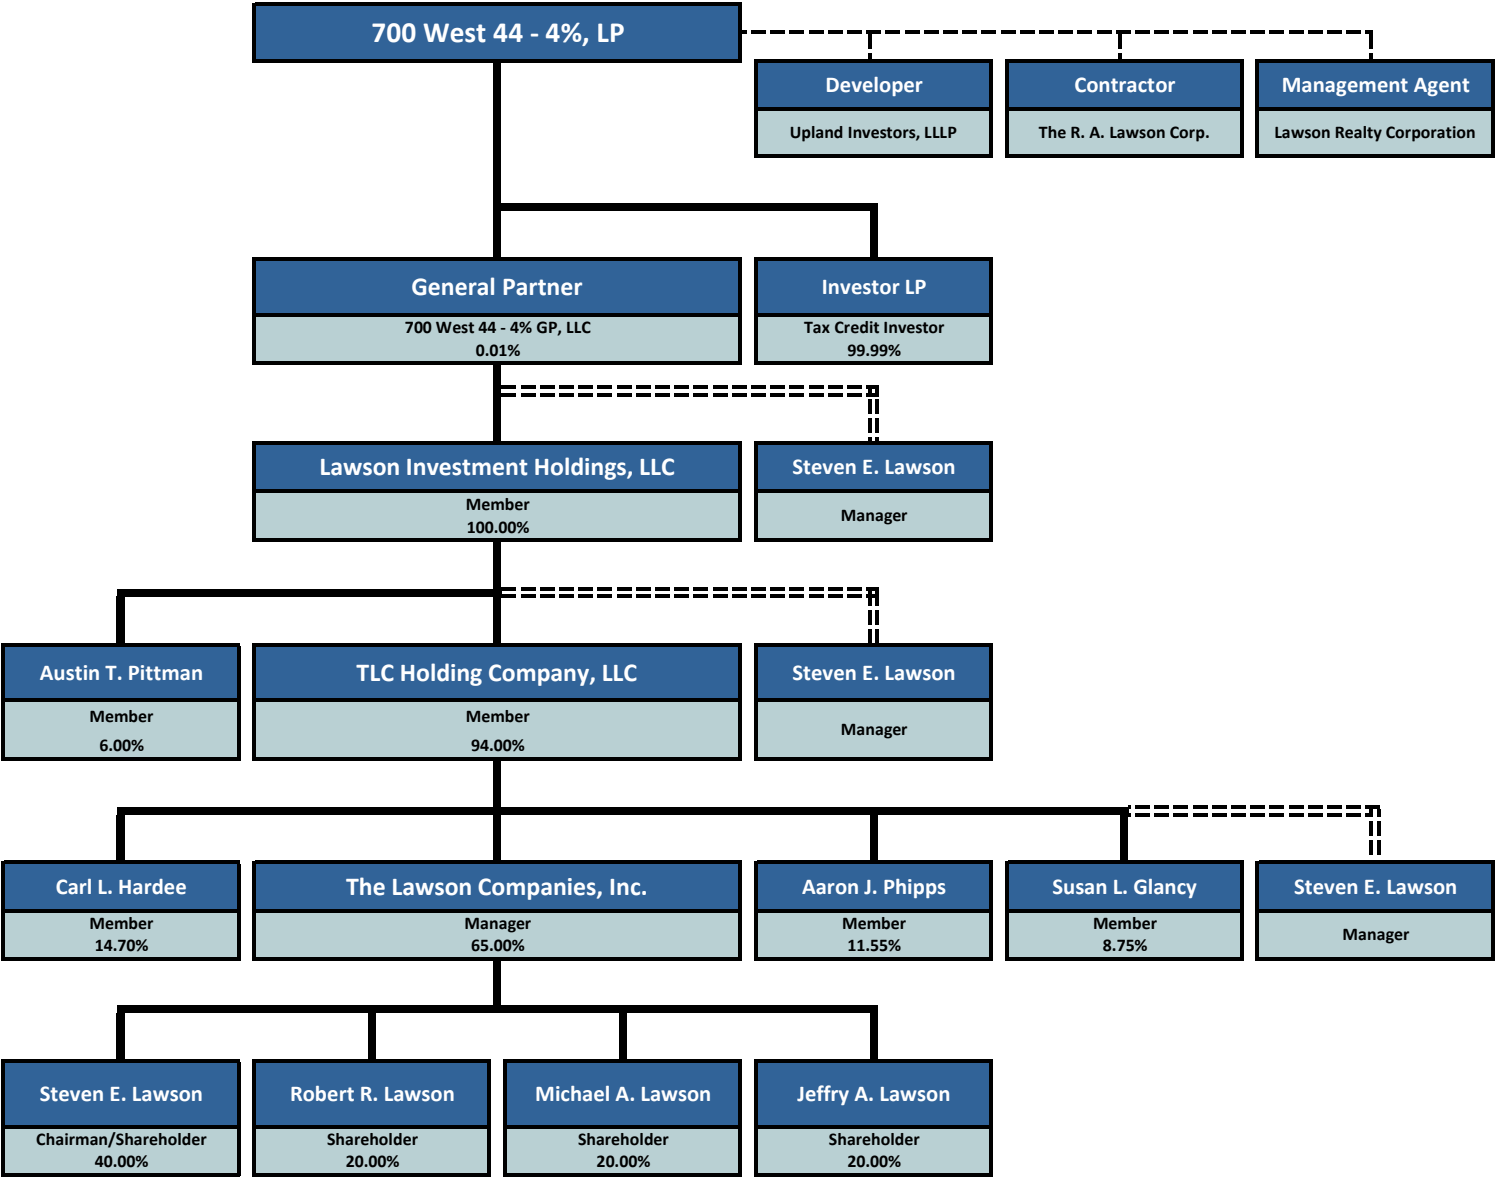 700 West 44 - 4%, LP
Developer
Contractor
Management Agent
Upland Investors, LLLP
The R. A. Lawson Corp.
Lawson Realty Corporation
General Partner
Investor LP
700 West 44 - 4% GP, LLC
0.01%
Tax Credit Investor
99.99%
Lawson Investment Holdings, LLC
Steven E. Lawson
Member
100.00%
Manager
Austin T. Pittman
TLC Holding Company, LLC
Steven E. Lawson
Member
6.00%
Member
94.00%
Manager
Carl L. Hardee
The Lawson Companies, Inc.
Aaron J. Phipps
Susan L. Glancy
Steven E. Lawson
Member
14.70%
Manager
65.00%
Member
11.55%
Member
8.75%
Manager
Steven E. Lawson
Robert R. Lawson
Michael A. Lawson
Jeffry A. Lawson
Chairman/Shareholder
40.00%
Shareholder
20.00%
Shareholder
20.00%
Shareholder
20.00%